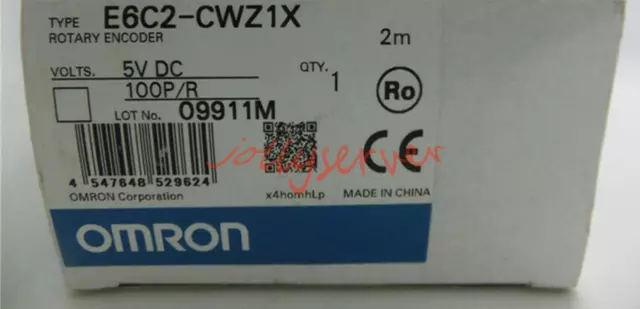 TYPE E6C2-CWZ1X
ROTARY ENCODER 2m
VOLTS. 5V DC QTY. 1
100P/R Ro
LOT No. 09911M
jollyserver
CE
4 547648 529624
OMRON Corporation x4homhLp MADE IN CHINA
OMRON